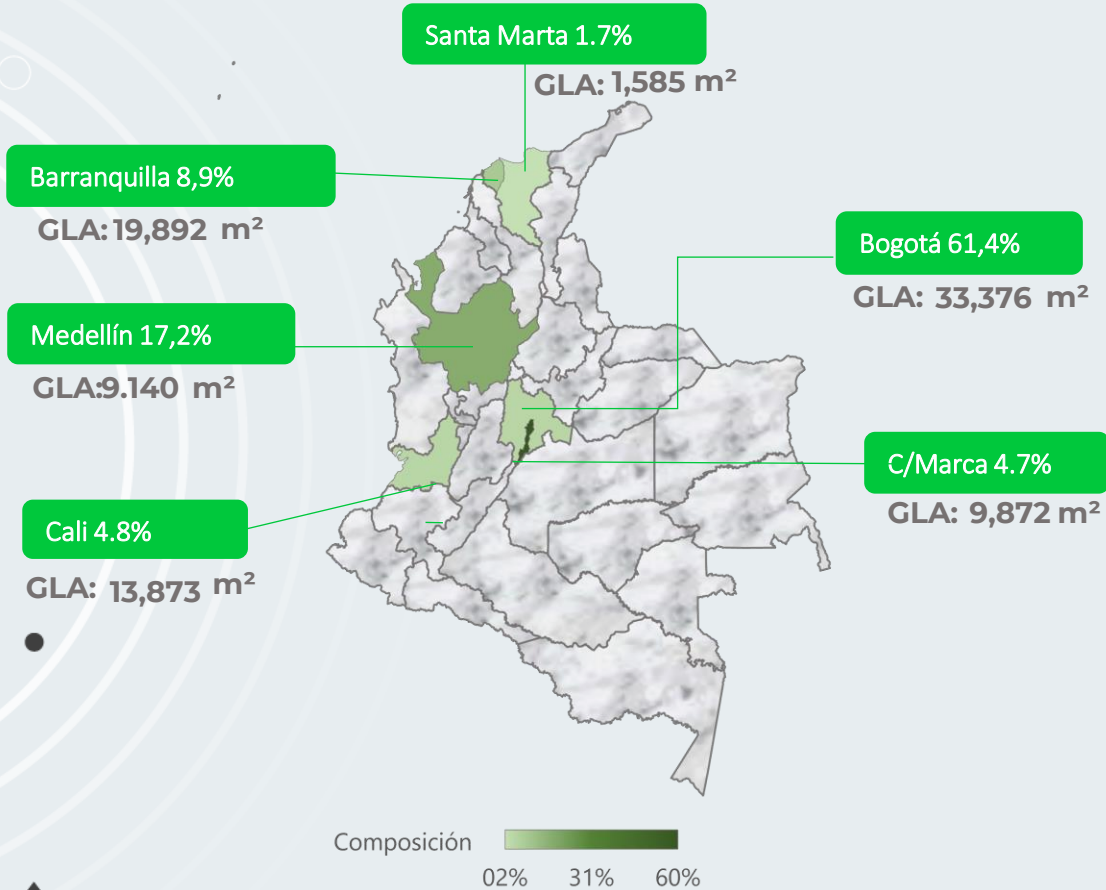 Santa Marta 1.7%
GLA: 1,585 m²
Barranquilla 8,9%
GLA: 19,892 m²
Bogotá 61,4%
GLA: 33,376 m²
Medellín 17,2%
GLA:9.140 m²
C/Marca 4.7%
GLA: 9,872 m²
Cali 4.8%
GLA: 13,873 m²
Composición
02% 31% 60%